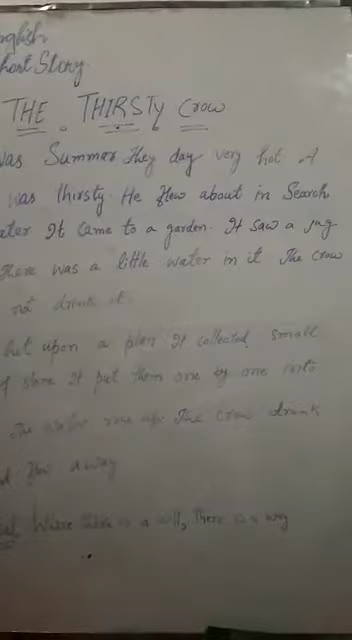 nglish
hort Story
THE THIRSTY Crow
was Summer They day very hot A
was thirsty. He flew about in Search
ater It came to a garden. It saw a jug
There was a little water in it The crow
not drink it.
hit upon a plan It collected small
of stone It put them one by one into
The water rose up. The crow drank
d flew away
Where there is a will, There is a way